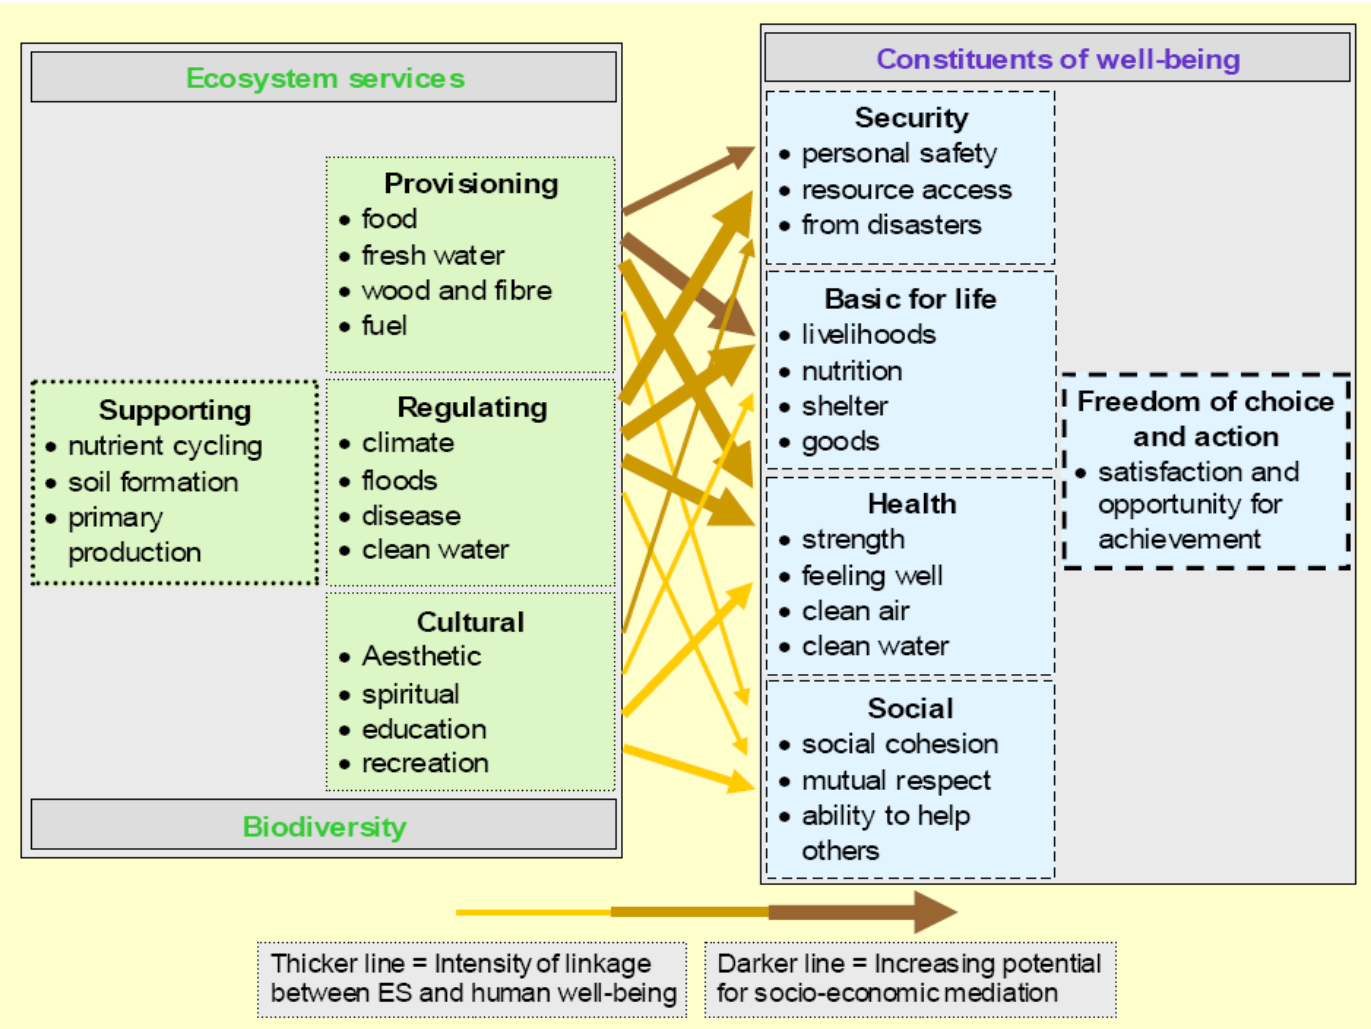 Ecosystem services
Provisioning
• food
• fresh water
• wood and fibre
• fuel
Supporting
• nutrient cycling
• soil formation
• primary
production
Regulating
• climate
• floods
• disease
• clean water
Cultural
• Aesthetic
• spiritual
• education
• recreation
Biodiversity
Constituents of well-being
Security
• personal safety
• resource access
• from disasters
Basic for life
• livelihoods
• nutrition
• shelter
• goods
Health
• strength
• feeling well
• clean air
• clean water
Social
• social cohesion
• mutual respect
• ability to help
others
Freedom of choice
and action
• satisfaction and
opportunity for
achievement
Thicker line = Intensity of linkage
between ES and human well-being
Darker line = Increasing potential
for socio-economic mediation